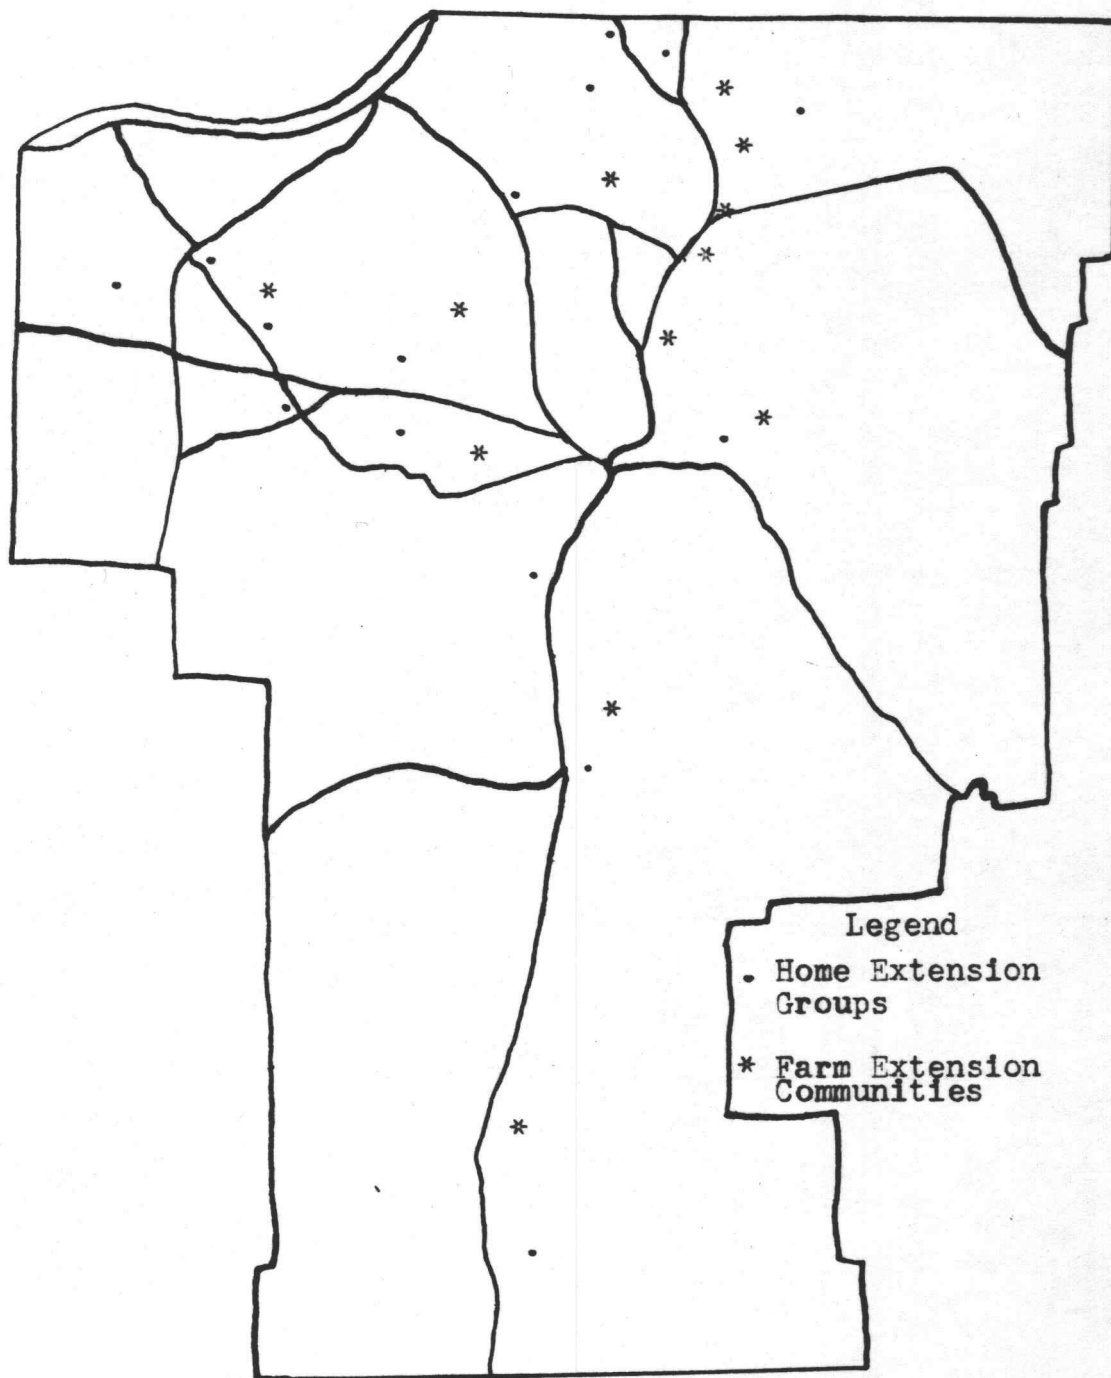 Legend
. Home Extension
Groups
* Farm Extension
Communities